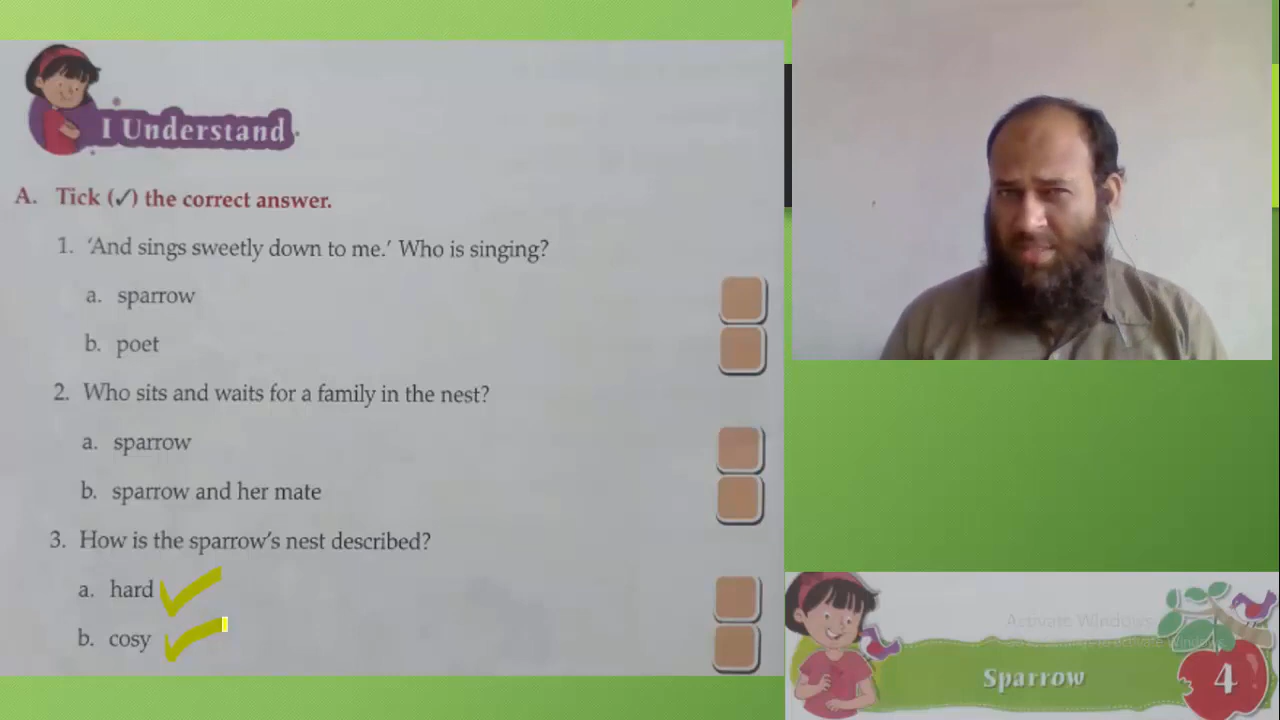 I Understand
A. Tick (✓) the correct answer.
1. ‘And sings sweetly down to me.’ Who is singing?
a. sparrow
b. poet
2. Who sits and waits for a family in the nest?
a. sparrow
b. sparrow and her mate
3. How is the sparrow’s nest described?
a. hard
b. cosy
Activate Windows
Sparrow
4